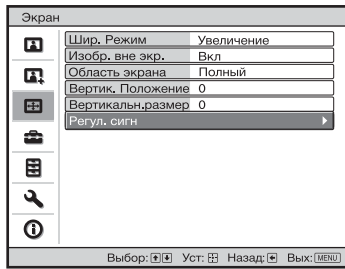 Экран
Шир. Режим Увеличение
Изобр. вне экр. Вкл
Область экрана Полный
Вертик. Положение 0
Вертикальн.размер 0
Регул. сигн
Выбор: Уст: Назад: Вых: MENU